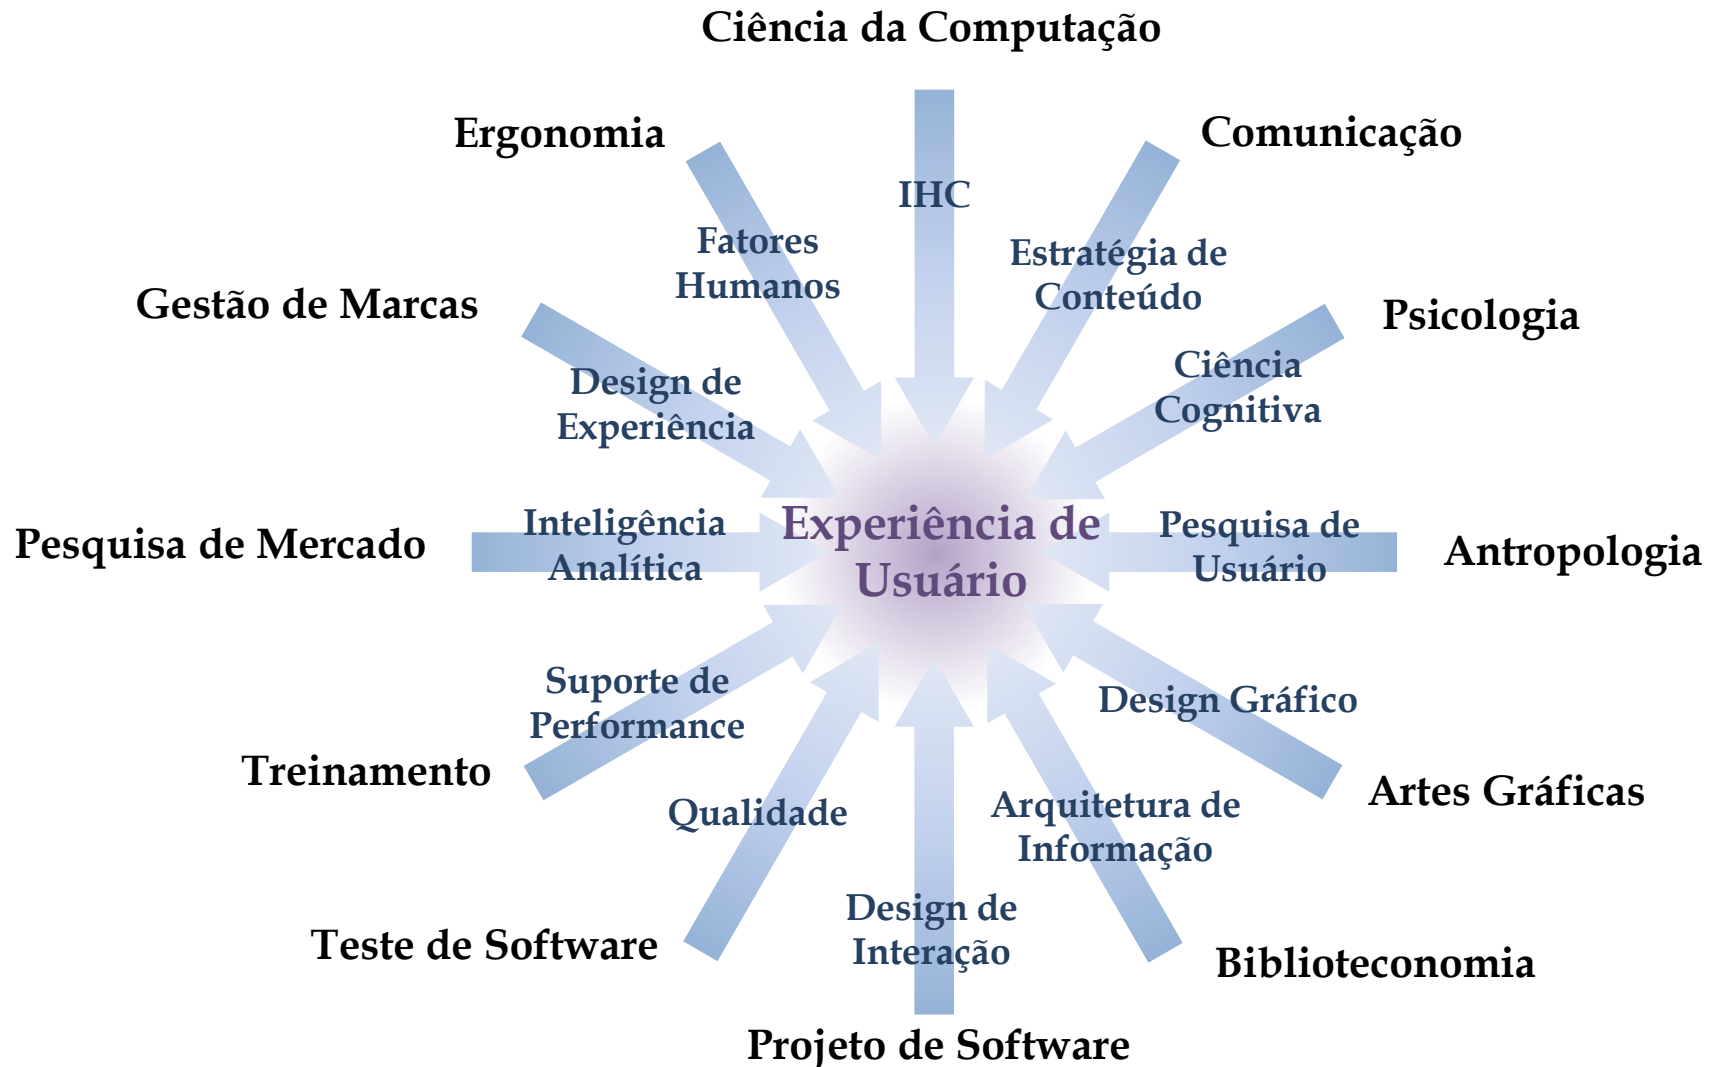 Ciência da Computação
Ergonomia
Comunicação
IHC
Fatores
Humanos
Estratégia de
Conteúdo
Gestão de Marcas
Psicologia
Design de
Experiência
Ciência
Cognitiva
Pesquisa de Mercado
Inteligência
Analítica
Experiência de
Usuário
Pesquisa de
Usuário
Antropologia
Suporte de
Performance
Design Gráfico
Treinamento
Artes Gráficas
Qualidade
Arquitetura de
Informação
Design de
Interação
Teste de Software
Biblioteconomia
Projeto de Software